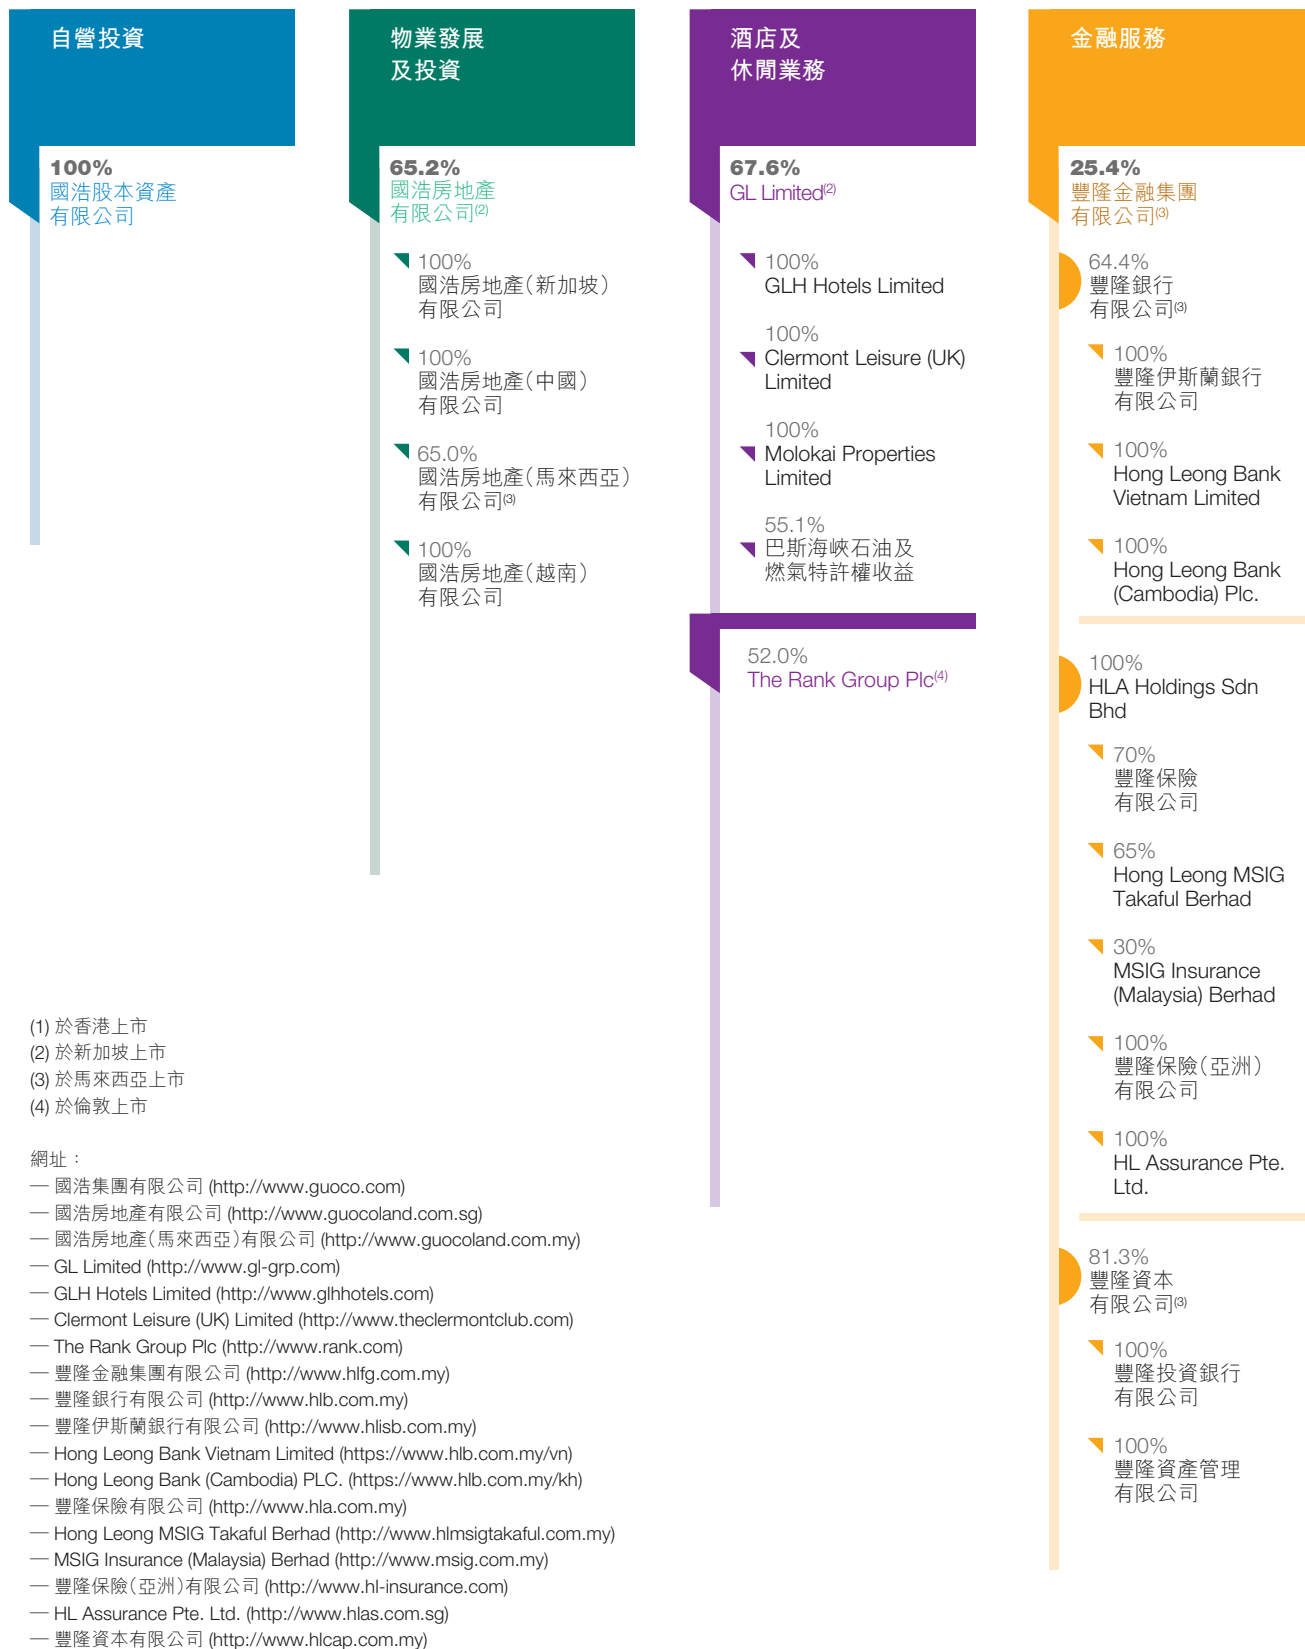 自營投資
100%
國浩股本資產
有限公司
物業發展
及投資
65.2%
國浩房地產
有限公司(2)
100%
國浩房地產(新加坡)
有限公司
100%
國浩房地產(中國)
有限公司
65.0%
國浩房地產(馬來西亞)
有限公司(3)
100%
國浩房地產(越南)
有限公司
酒店及
休閒業務
67.6%
GL Limited(2)
100%
GLH Hotels Limited
100%
Clermont Leisure (UK)
Limited
100%
Molokai Properties
Limited
55.1%
巴斯海峽石油及
燃氣特許權收益
52.0%
The Rank Group Plc(4)
金融服務
25.4%
豐隆金融集團
有限公司(3)
64.4%
豐隆銀行
有限公司(3)
100%
豐隆伊斯蘭銀行
有限公司
100%
Hong Leong Bank
Vietnam Limited
100%
Hong Leong Bank
(Cambodia) Plc.
100%
HLA Holdings Sdn
Bhd
70%
豐隆保險
有限公司
65%
Hong Leong MSIG
Takaful Berhad
30%
MSIG Insurance
(Malaysia) Berhad
100%
豐隆保險(亞洲)
有限公司
100%
HL Assurance Pte.
Ltd.
81.3%
豐隆資本
有限公司(3)
100%
豐隆投資銀行
有限公司
100%
豐隆資產管理
有限公司
(1) 於香港上市
(2) 於新加坡上市
(3) 於馬來西亞上市
(4) 於倫敦上市
網址：
— 國浩集團有限公司 (http://www.guoco.com)
— 國浩房地產有限公司 (http://www.guocoland.com.sg)
— 國浩房地產(馬來西亞)有限公司 (http://www.guocoland.com.my)
— GL Limited (http://www.gl-grp.com)
— GLH Hotels Limited (http://www.glhhotels.com)
— Clermont Leisure (UK) Limited (http://www.theclermontclub.com)
— The Rank Group Plc (http://www.rank.com)
— 豐隆金融集團有限公司 (http://www.hlfg.com.my)
— 豐隆銀行有限公司 (http://www.hlb.com.my)
— 豐隆伊斯蘭銀行有限公司 (http://www.hlisb.com.my)
— Hong Leong Bank Vietnam Limited (https://www.hlb.com.my/vn)
— Hong Leong Bank (Cambodia) PLC. (https://www.hlb.com.my/kh)
— 豐隆保險有限公司 (http://www.hla.com.my)
— Hong Leong MSIG Takaful Berhad (http://www.hlmsigtakaful.com.my)
— MSIG Insurance (Malaysia) Berhad (http://www.msig.com.my)
— 豐隆保險(亞洲)有限公司 (http://www.hl-insurance.com)
— HL Assurance Pte. Ltd. (http://www.hlas.com.sg)
— 豐隆資本有限公司 (http://www.hlcap.com.my)